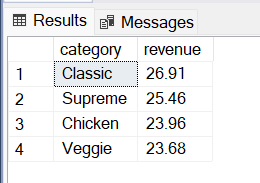 Results Messages
category revenue
1 Classic 26.91
2 Supreme 25.46
3 Chicken 23.96
4 Veggie 23.68